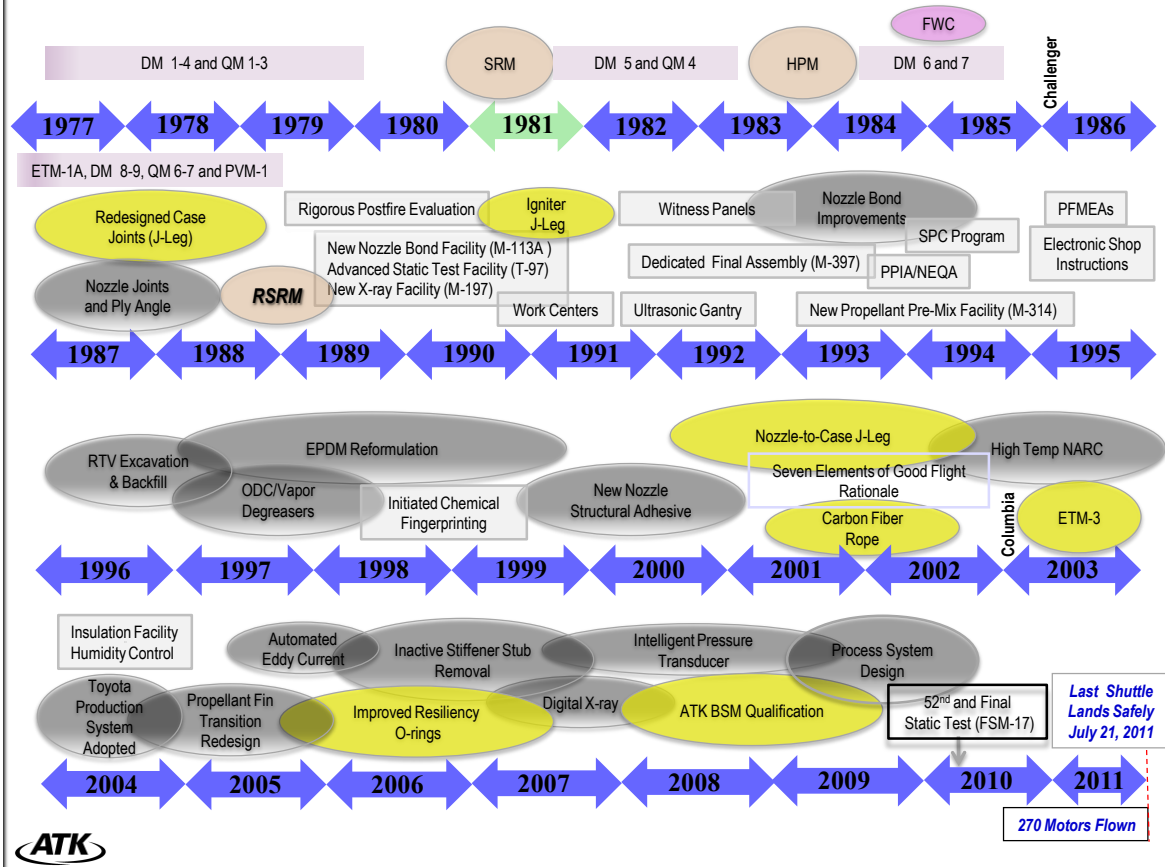 FWC
DM 1-4 and QM 1-3
SRM
DM 5 and QM 4
HPM
DM 6 and 7
Challenger
1977
1978
1979
1980
1981
1982
1983
1984
1985
1986
ETM-1A, DM 8-9, QM 6-7 and PVM-1
Redesigned Case
Joints (J-Leg)
Rigorous Postfire Evaluation
Igniter
J-Leg
Witness Panels
Nozzle Bond
Improvements
PFMEAs
SPC Program
Electronic Shop
Instructions
New Nozzle Bond Facility (M-113A )
Advanced Static Test Facility (T-97)
New X-ray Facility (M-197)
Dedicated Final Assembly (M-397)
PPIA/NEQA
Nozzle Joints
and Ply Angle
RSRM
Work Centers
Ultrasonic Gantry
New Propellant Pre-Mix Facility (M-314)
1987
1988
1989
1990
1991
1992
1993
1994
1995
RTV Excavation
& Backfill
EPDM Reformulation
ODC/Vapor
Degreasers
Initiated Chemical
Fingerprinting
New Nozzle
Structural Adhesive
Nozzle-to-Case J-Leg
High Temp NARC
Seven Elements of Good Flight
Rationale
Carbon Fiber
Rope
Columbia
ETM-3
1996
1997
1998
1999
2000
2001
2002
2003
Insulation Facility
Humidity Control
Automated
Eddy Current
Inactive Stiffener Stub
Removal
Intelligent Pressure
Transducer
Process System
Design
Toyota
Production
System
Adopted
Propellant Fin
Transition
Redesign
Improved Resiliency
O-rings
Digital X-ray
ATK BSM Qualification
52nd and Final
Static Test (FSM-17)
Last Shuttle
Lands Safely
July 21, 2011
2004
2005
2006
2007
2008
2009
2010
2011
270 Motors Flown
ATK